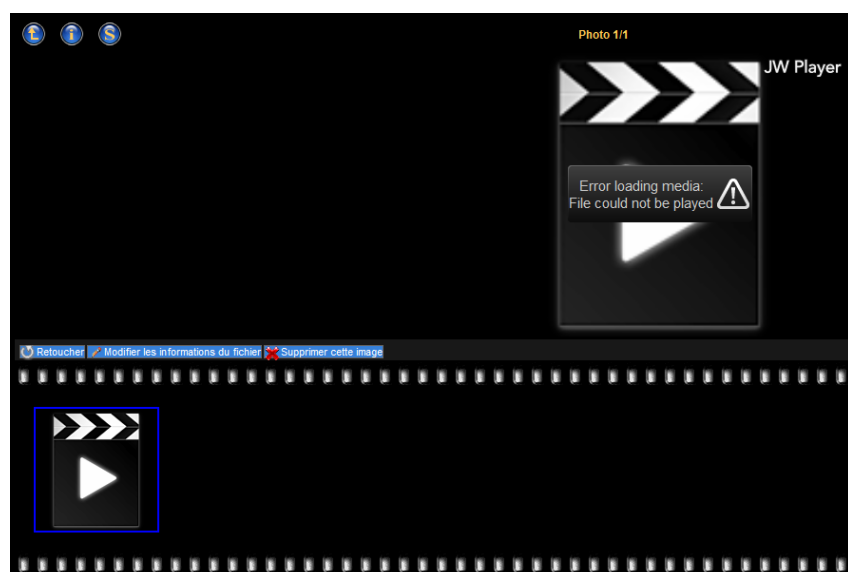 Photo 1/1
JW Player
Error loading media:
File could not be played
Retoucher Modifier les informations du fichier Supprimer cette image